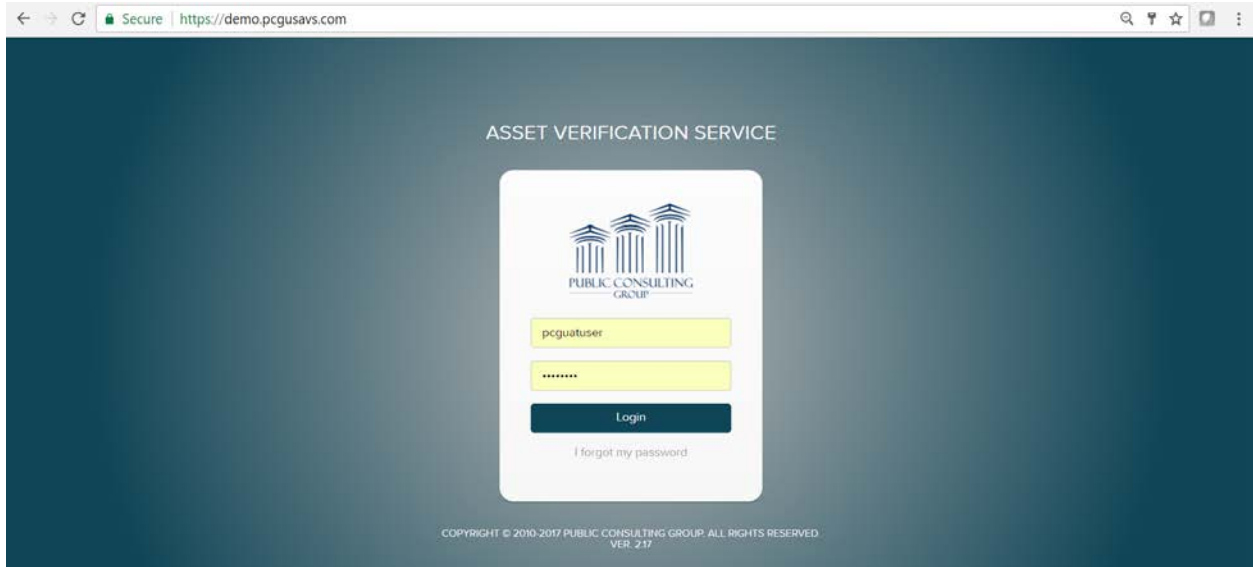 Secure | https://demo.pcgusavs.com
ASSET VERIFICATION SERVICE
PUBLIC CONSULTING
GROUP
pcguatuser
••••••••
Login
I forgot my password
COPYRIGHT © 2010-2017 PUBLIC CONSULTING GROUP. ALL RIGHTS RESERVED.
VER. 2.17